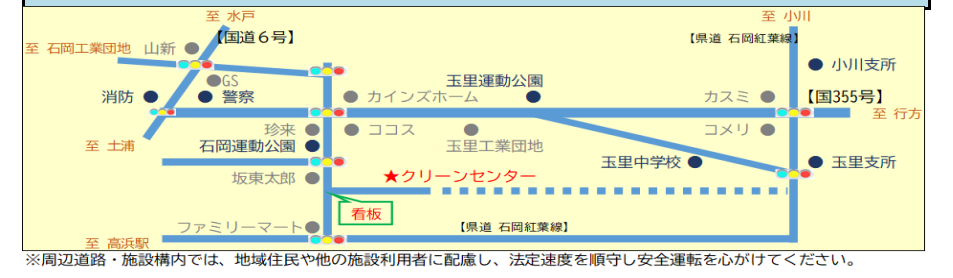 至 水戸
至 小川
【国道６号】
【県道 石岡紅葉線】
至 石岡工業団地
山新
小川支所
GS
玉里運動公園
消防
警察
カインズホーム
カスミ
【国355号】
至 行方
珍来
ココス
コメリ
至 土浦
石岡運動公園
玉里工業団地
玉里中学校
玉里支所
坂東太郎
★クリーンセンター
看板
ファミリーマート
【県道 石岡紅葉線】
至 高浜駅
※周辺道路・施設構内では、地域住民や他の施設利用者に配慮し、法定速度を順守し安全運転を心がけてください。